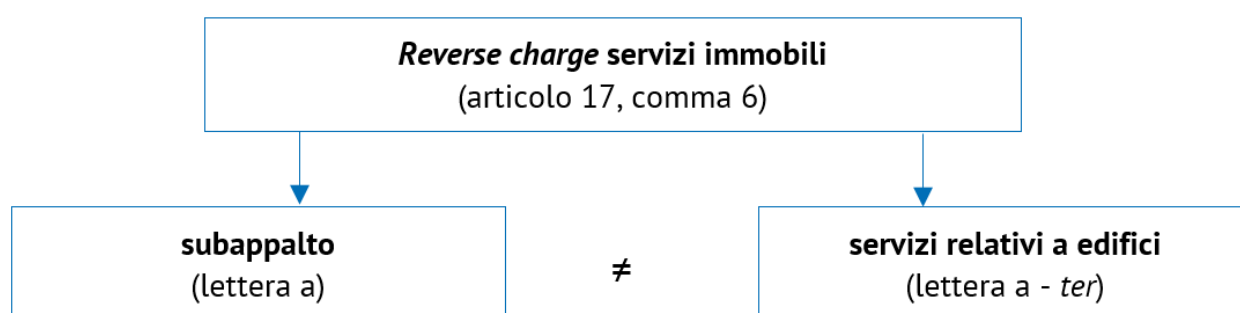 Reverse charge servizi immobili
(articolo 17, comma 6)
subappalto
(lettera a)
≠
servizi relativi a edifici
(lettera a - ter)